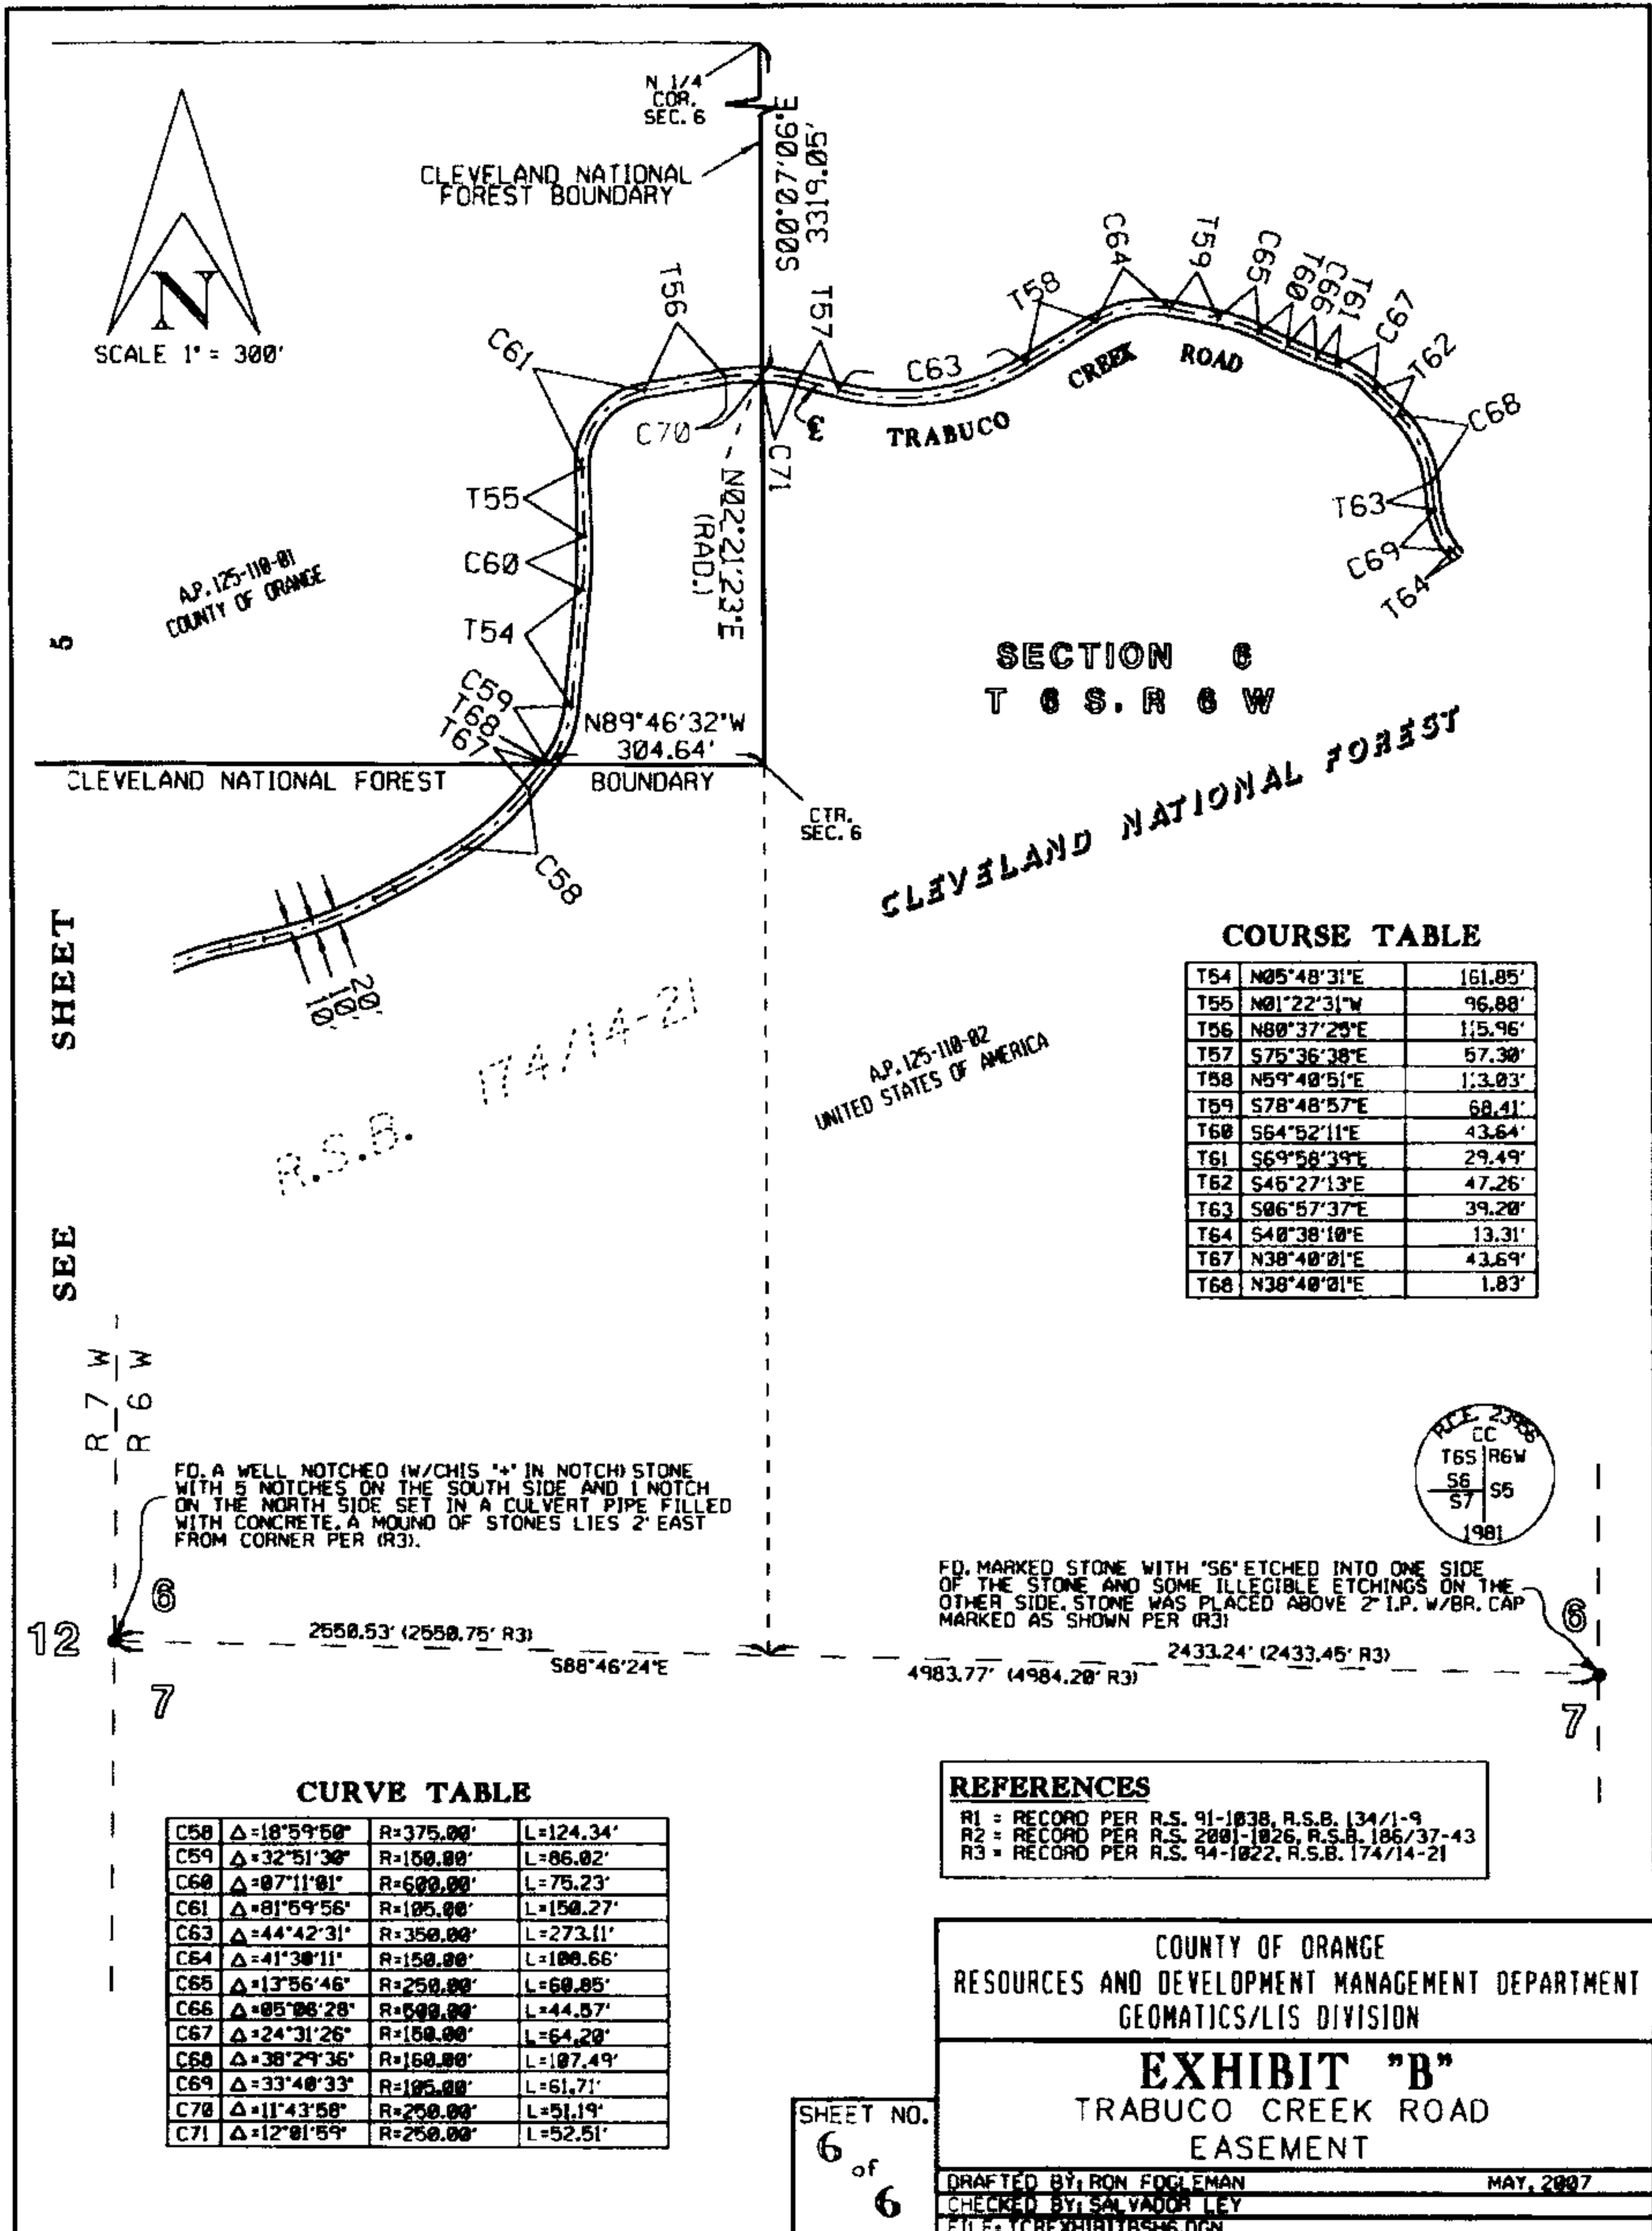 N 1/4
COR.
SEC. 6
CLEVELAND NATIONAL
FOREST BOUNDARY
S00°07'06"E
3319.05'
N
SCALE 1" = 300'
C61
T56
T57
C63
T58
C64
T59
C65
T60
C66
T61
C67
T62
C68
T63
C69
T64
C70
C71
TRABUCO CREEK ROAD
N02°21'23"E
(RAD.)
T55
C60
T54
C59
T68
T67
A.P. 125-110-01
COUNTY OF ORANGE
5
SECTION 6
T 6 S. R 6 W
N89°46'32"W
304.64'
CLEVELAND NATIONAL FOREST BOUNDARY
CTR.
SEC. 6
C58
CLEVELAND NATIONAL FOREST
SEE SHEET
10'
10'
20'
R.S.B. 174/14-21
A.P. 125-110-02
UNITED STATES OF AMERICA
COURSE TABLE
T54 N05°48'31"E 161.85'
T55 N01°22'31"W 96.88'
T56 N80°37'25"E 115.96'
T57 S75°36'38"E 57.30'
T58 N59°40'51"E 113.03'
T59 S78°48'57"E 68.41'
T60 S64°52'11"E 43.64'
T61 S69°58'39"E 29.49'
T62 S45°27'13"E 47.26'
T63 S06°57'37"E 39.20'
T64 S40°38'10"E 13.31'
T67 N38°40'01"E 43.69'
T68 N38°40'01"E 1.83'
R 7 W
R 6 W
FD. A WELL NOTCHED (W/CHIS "+" IN NOTCH) STONE
WITH 5 NOTCHES ON THE SOUTH SIDE AND 1 NOTCH
ON THE NORTH SIDE SET IN A CULVERT PIPE FILLED
WITH CONCRETE. A MOUND OF STONES LIES 2' EAST
FROM CORNER PER (R3).
R.C.E. 23956
CC
T6S R6W
S6
S7 S5
1981
FD. MARKED STONE WITH "S6" ETCHED INTO ONE SIDE
OF THE STONE AND SOME ILLEGIBLE ETCHINGS ON THE
OTHER SIDE. STONE WAS PLACED ABOVE 2" I.P. W/BR. CAP
MARKED AS SHOWN PER (R3)
12
6
7
2550.53' (2550.75' R3)
S88°46'24"E
4983.77' (4984.20' R3)
2433.24' (2433.45' R3)
6
7
CURVE TABLE
C58 Δ=18°59'50" R=375.00' L=124.34'
C59 Δ=32°51'30" R=150.00' L=86.02'
C60 Δ=07°11'01" R=600.00' L=75.23'
C61 Δ=81°59'56" R=105.00' L=150.27'
C63 Δ=44°42'31" R=350.00' L=273.11'
C64 Δ=41°30'11" R=150.00' L=108.66'
C65 Δ=13°56'46" R=250.00' L=60.85'
C66 Δ=05°06'28" R=500.00' L=44.57'
C67 Δ=24°31'26" R=150.00' L=64.20'
C68 Δ=38°29'36" R=160.00' L=107.49'
C69 Δ=33°40'33" R=105.00' L=61.71'
C70 Δ=11°43'58" R=250.00' L=51.19'
C71 Δ=12°01'59" R=250.00' L=52.51'
REFERENCES
R1 = RECORD PER R.S. 91-1038, R.S.B. 134/1-9
R2 = RECORD PER R.S. 2001-1026, R.S.B. 186/37-43
R3 = RECORD PER R.S. 94-1022, R.S.B. 174/14-21
COUNTY OF ORANGE
RESOURCES AND DEVELOPMENT MANAGEMENT DEPARTMENT
GEOMATICS/LIS DIVISION
EXHIBIT "B"
TRABUCO CREEK ROAD
EASEMENT
SHEET NO.
6 of 6
DRAFTED BY: RON FOGLEMAN MAY, 2007
CHECKED BY: SALVADOR LEY
FILE: TCREXHIBITBSH6.DGN